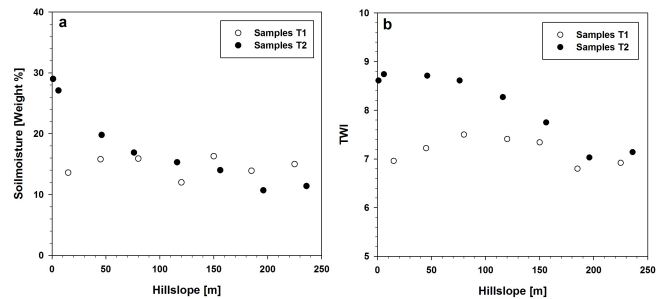 a
Samples T1
Samples T2
Soilmoisture [Weight %]
40
30
20
10
0
0 50 100 150 200 250
Hillslope [m]
b
Samples T1
Samples T2
TWI
10
9
8
7
6
5
0 50 100 150 200 250
Hillslope [m]